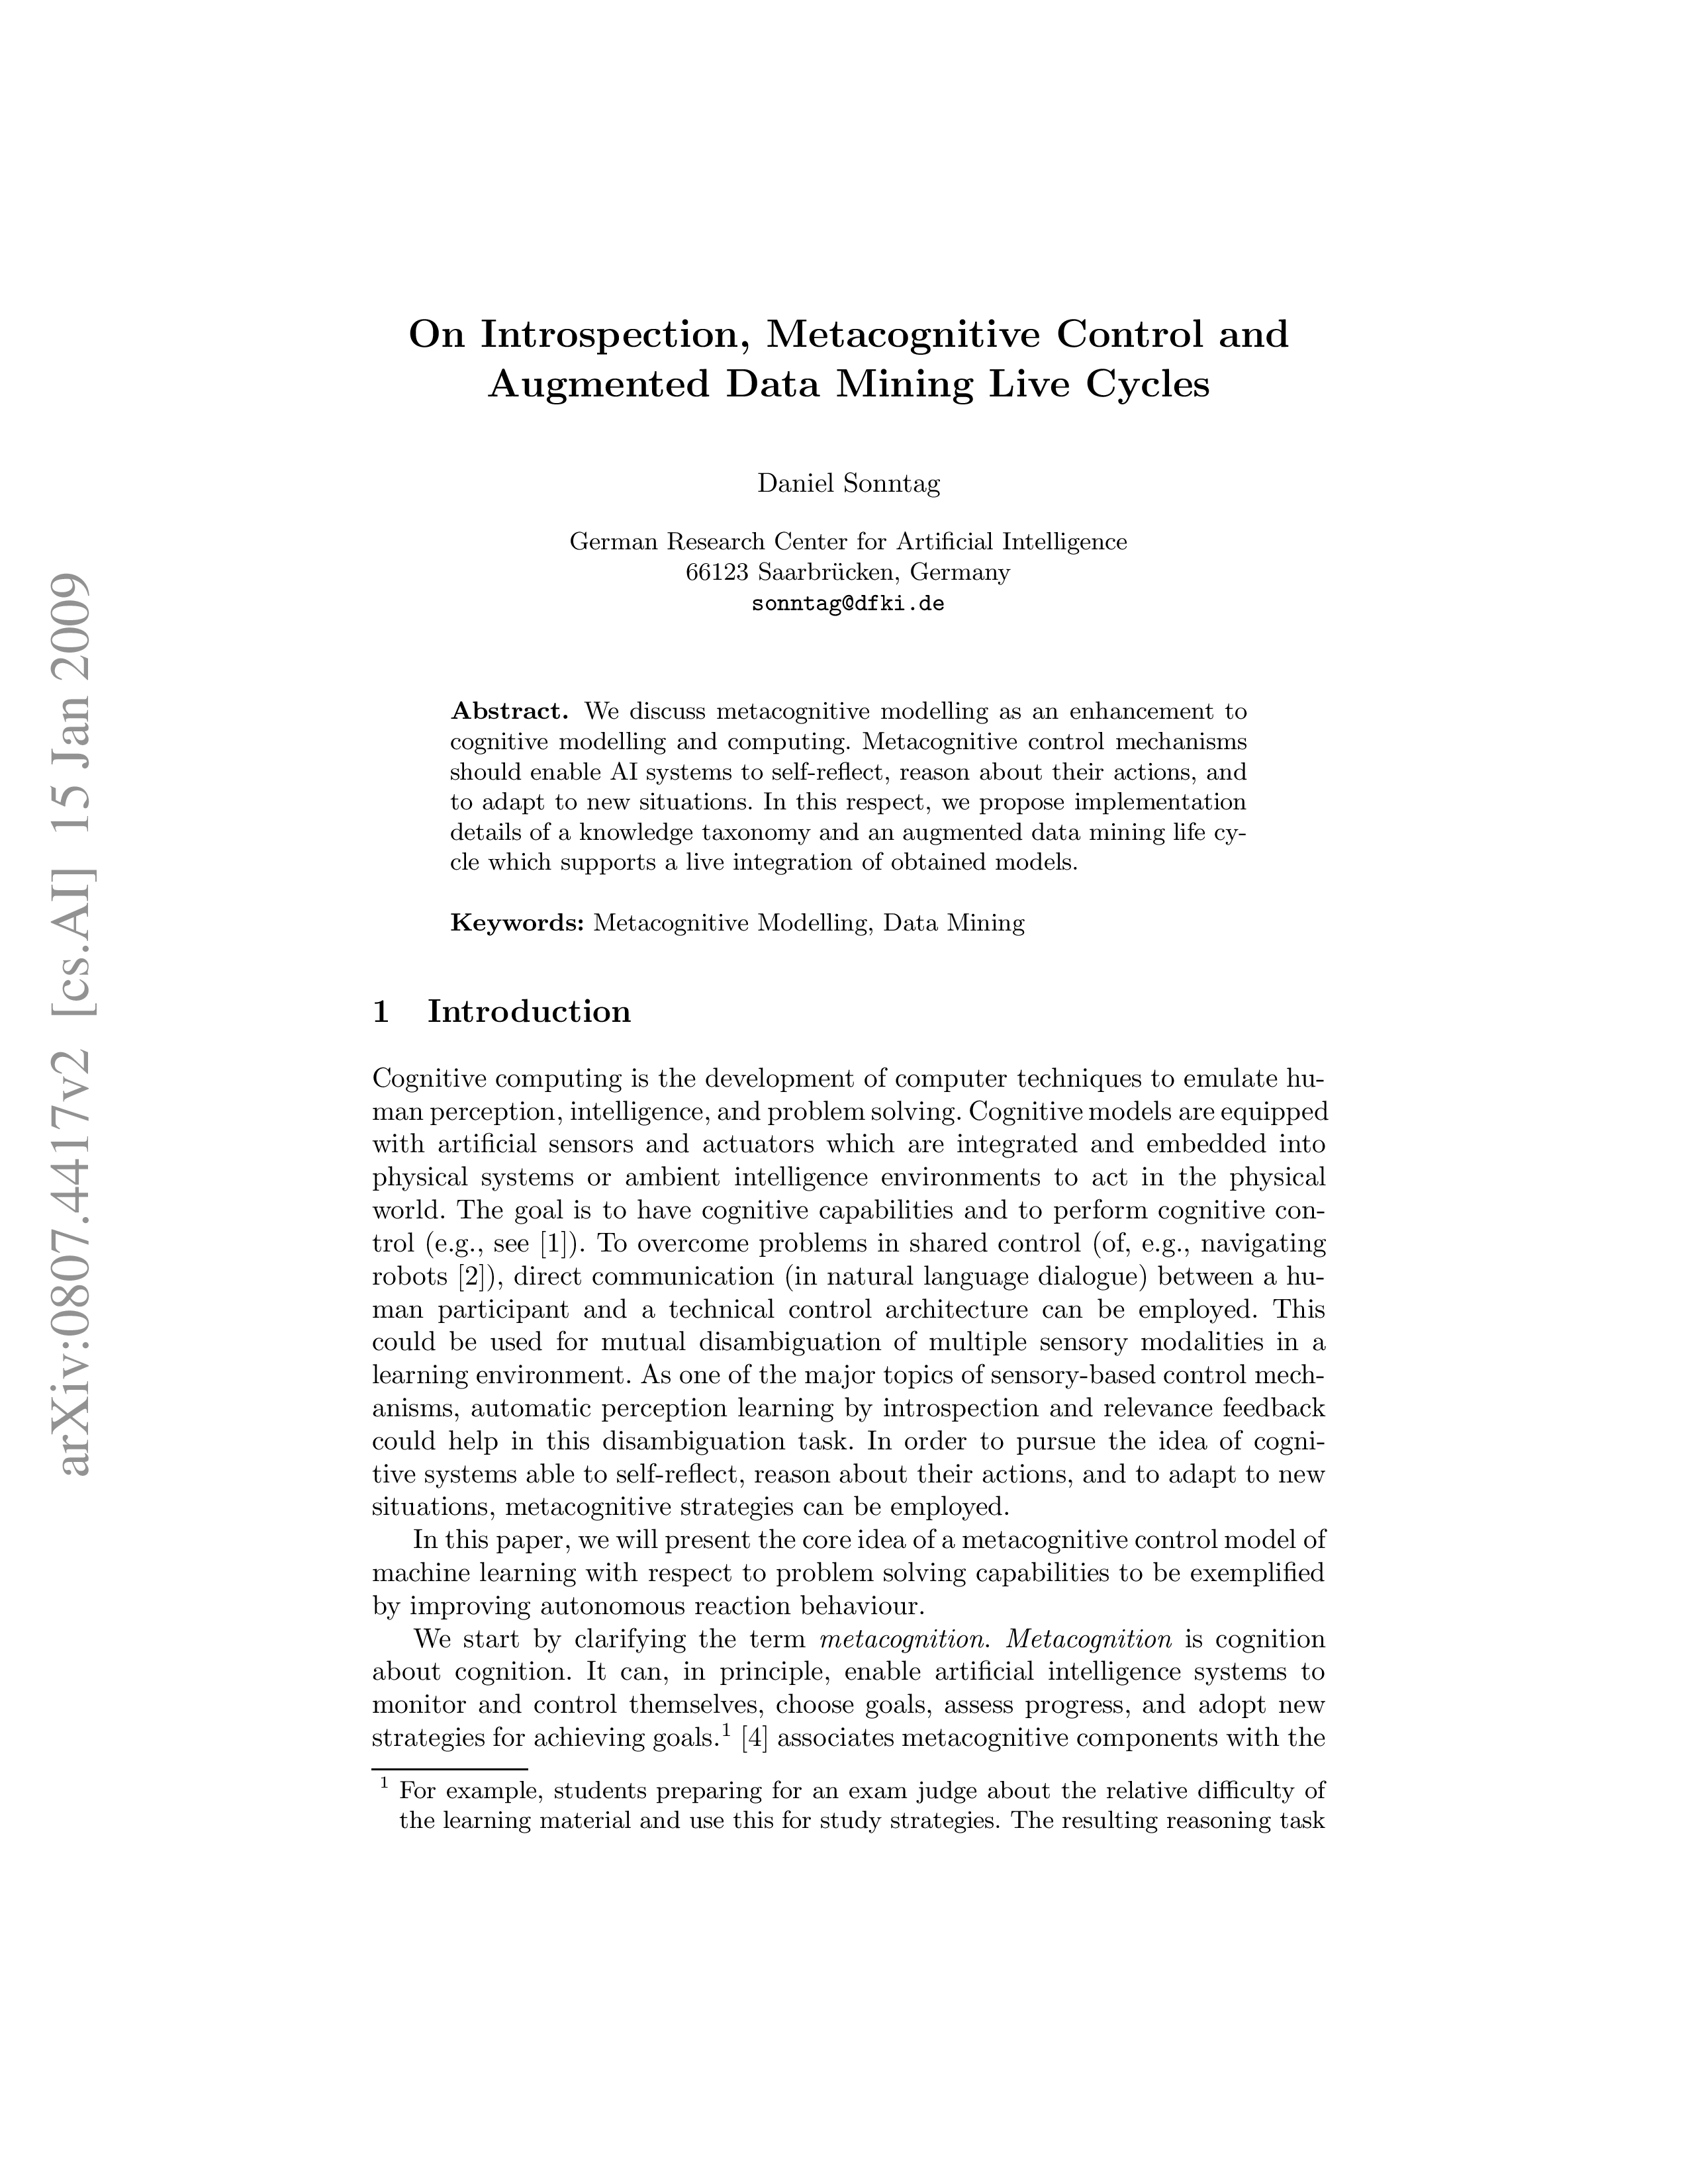 arXiv:0807.4417v2 [cs.AI] 15 Jan 2009
On Introspection, Metacognitive Control and
Augmented Data Mining Live Cycles
Daniel Sonntag
German Research Center for Artificial Intelligence
66123 Saarbrücken, Germany
sonntag@dfki.de
Abstract. We discuss metacognitive modelling as an enhancement to
cognitive modelling and computing. Metacognitive control mechanisms
should enable AI systems to self-reflect, reason about their actions, and
to adapt to new situations. In this respect, we propose implementation
details of a knowledge taxonomy and an augmented data mining life cy-
cle which supports a live integration of obtained models.
Keywords: Metacognitive Modelling, Data Mining
1 Introduction
Cognitive computing is the development of computer techniques to emulate hu-
man perception, intelligence, and problem solving. Cognitive models are equipped
with artificial sensors and actuators which are integrated and embedded into
physical systems or ambient intelligence environments to act in the physical
world. The goal is to have cognitive capabilities and to perform cognitive con-
trol (e.g., see [1]). To overcome problems in shared control (of, e.g., navigating
robots [2]), direct communication (in natural language dialogue) between a hu-
man participant and a technical control architecture can be employed. This
could be used for mutual disambiguation of multiple sensory modalities in a
learning environment. As one of the major topics of sensory-based control mech-
anisms, automatic perception learning by introspection and relevance feedback
could help in this disambiguation task. In order to pursue the idea of cogni-
tive systems able to self-reflect, reason about their actions, and to adapt to new
situations, metacognitive strategies can be employed.
In this paper, we will present the core idea of a metacognitive control model of
machine learning with respect to problem solving capabilities to be exemplified
by improving autonomous reaction behaviour.
We start by clarifying the term metacognition. Metacognition is cognition
about cognition. It can, in principle, enable artificial intelligence systems to
monitor and control themselves, choose goals, assess progress, and adopt new
strategies for achieving goals.1 [4] associates metacognitive components with the
1 For example, students preparing for an exam judge about the relative difficulty of
the learning material and use this for study strategies. The resulting reasoning task